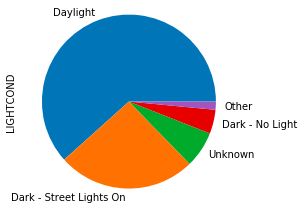 Daylight
LIGHTCOND
Other
Dark - No Light
Unknown
Dark - Street Lights On